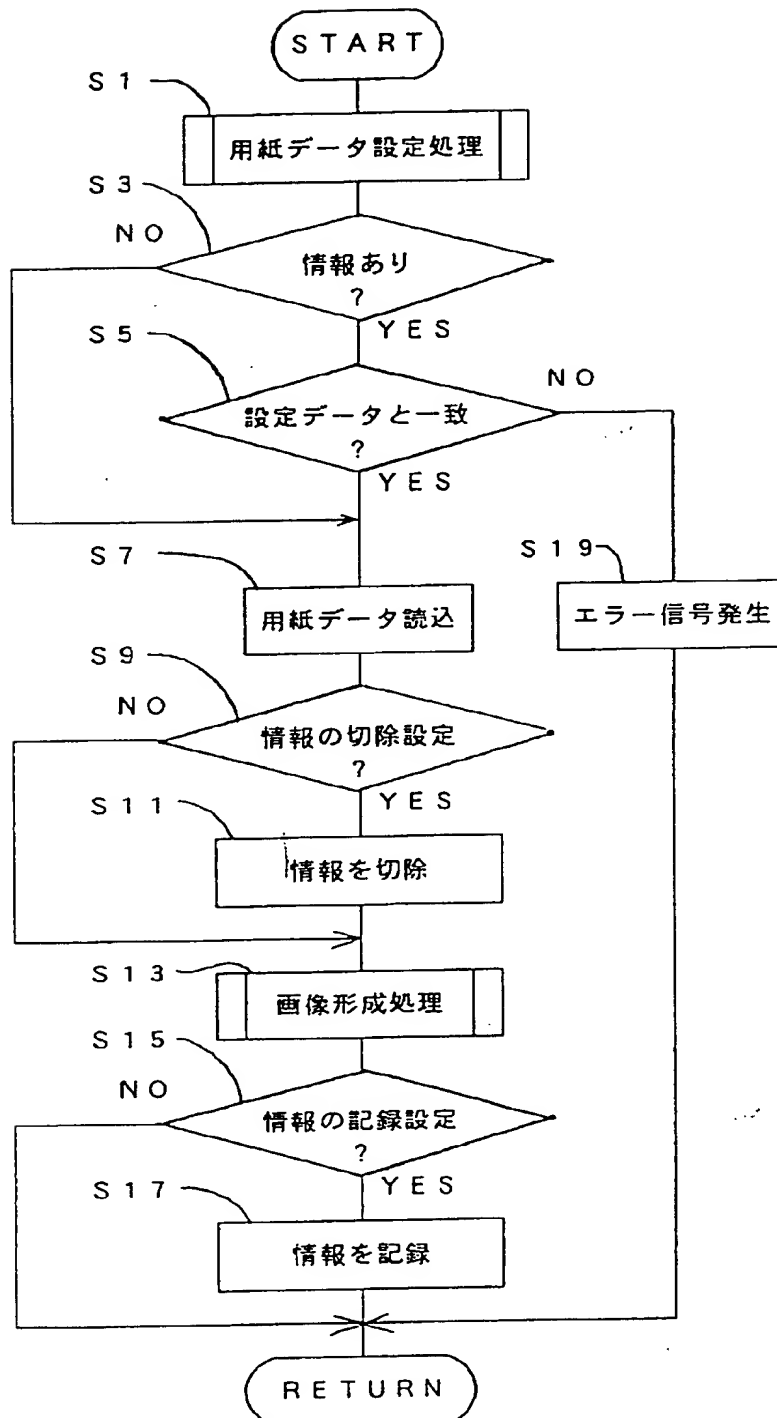 START
S1
用紙データ設定処理
S3
NO
情報あり
?
YES
S5
NO
設定データと一致
?
YES
S7
S19
用紙データ読込
エラー信号発生
S9
NO
情報の切除設定
?
YES
S11
情報を切除
S13
画像形成処理
S15
NO
情報の記録設定
?
YES
S17
情報を記録
RETURN